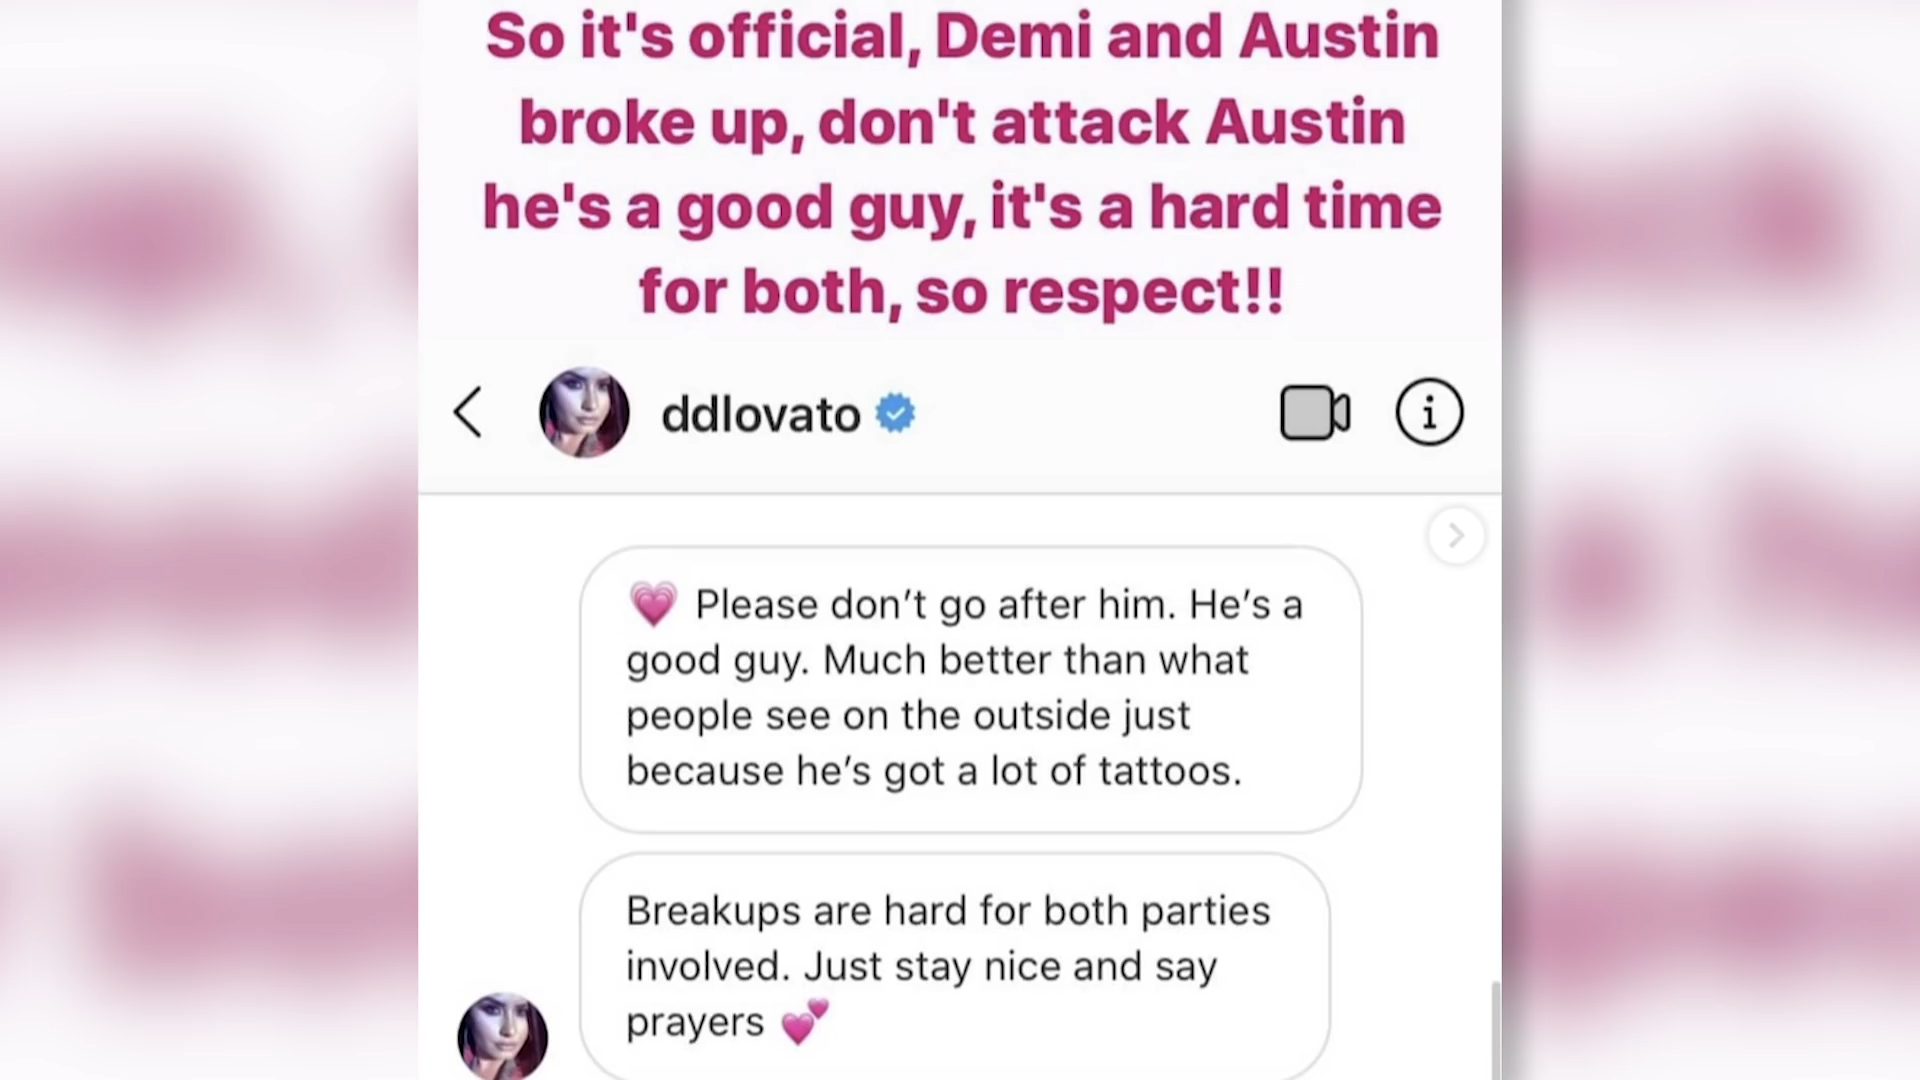 So it's official, Demi and Austin
broke up, don't attack Austin
he's a good guy, it's a hard time
for both, so respect!!
ddlovato
💗 Please don’t go after him. He’s a
good guy. Much better than what
people see on the outside just
because he’s got a lot of tattoos.
Breakups are hard for both parties
involved. Just stay nice and say
prayers 💕